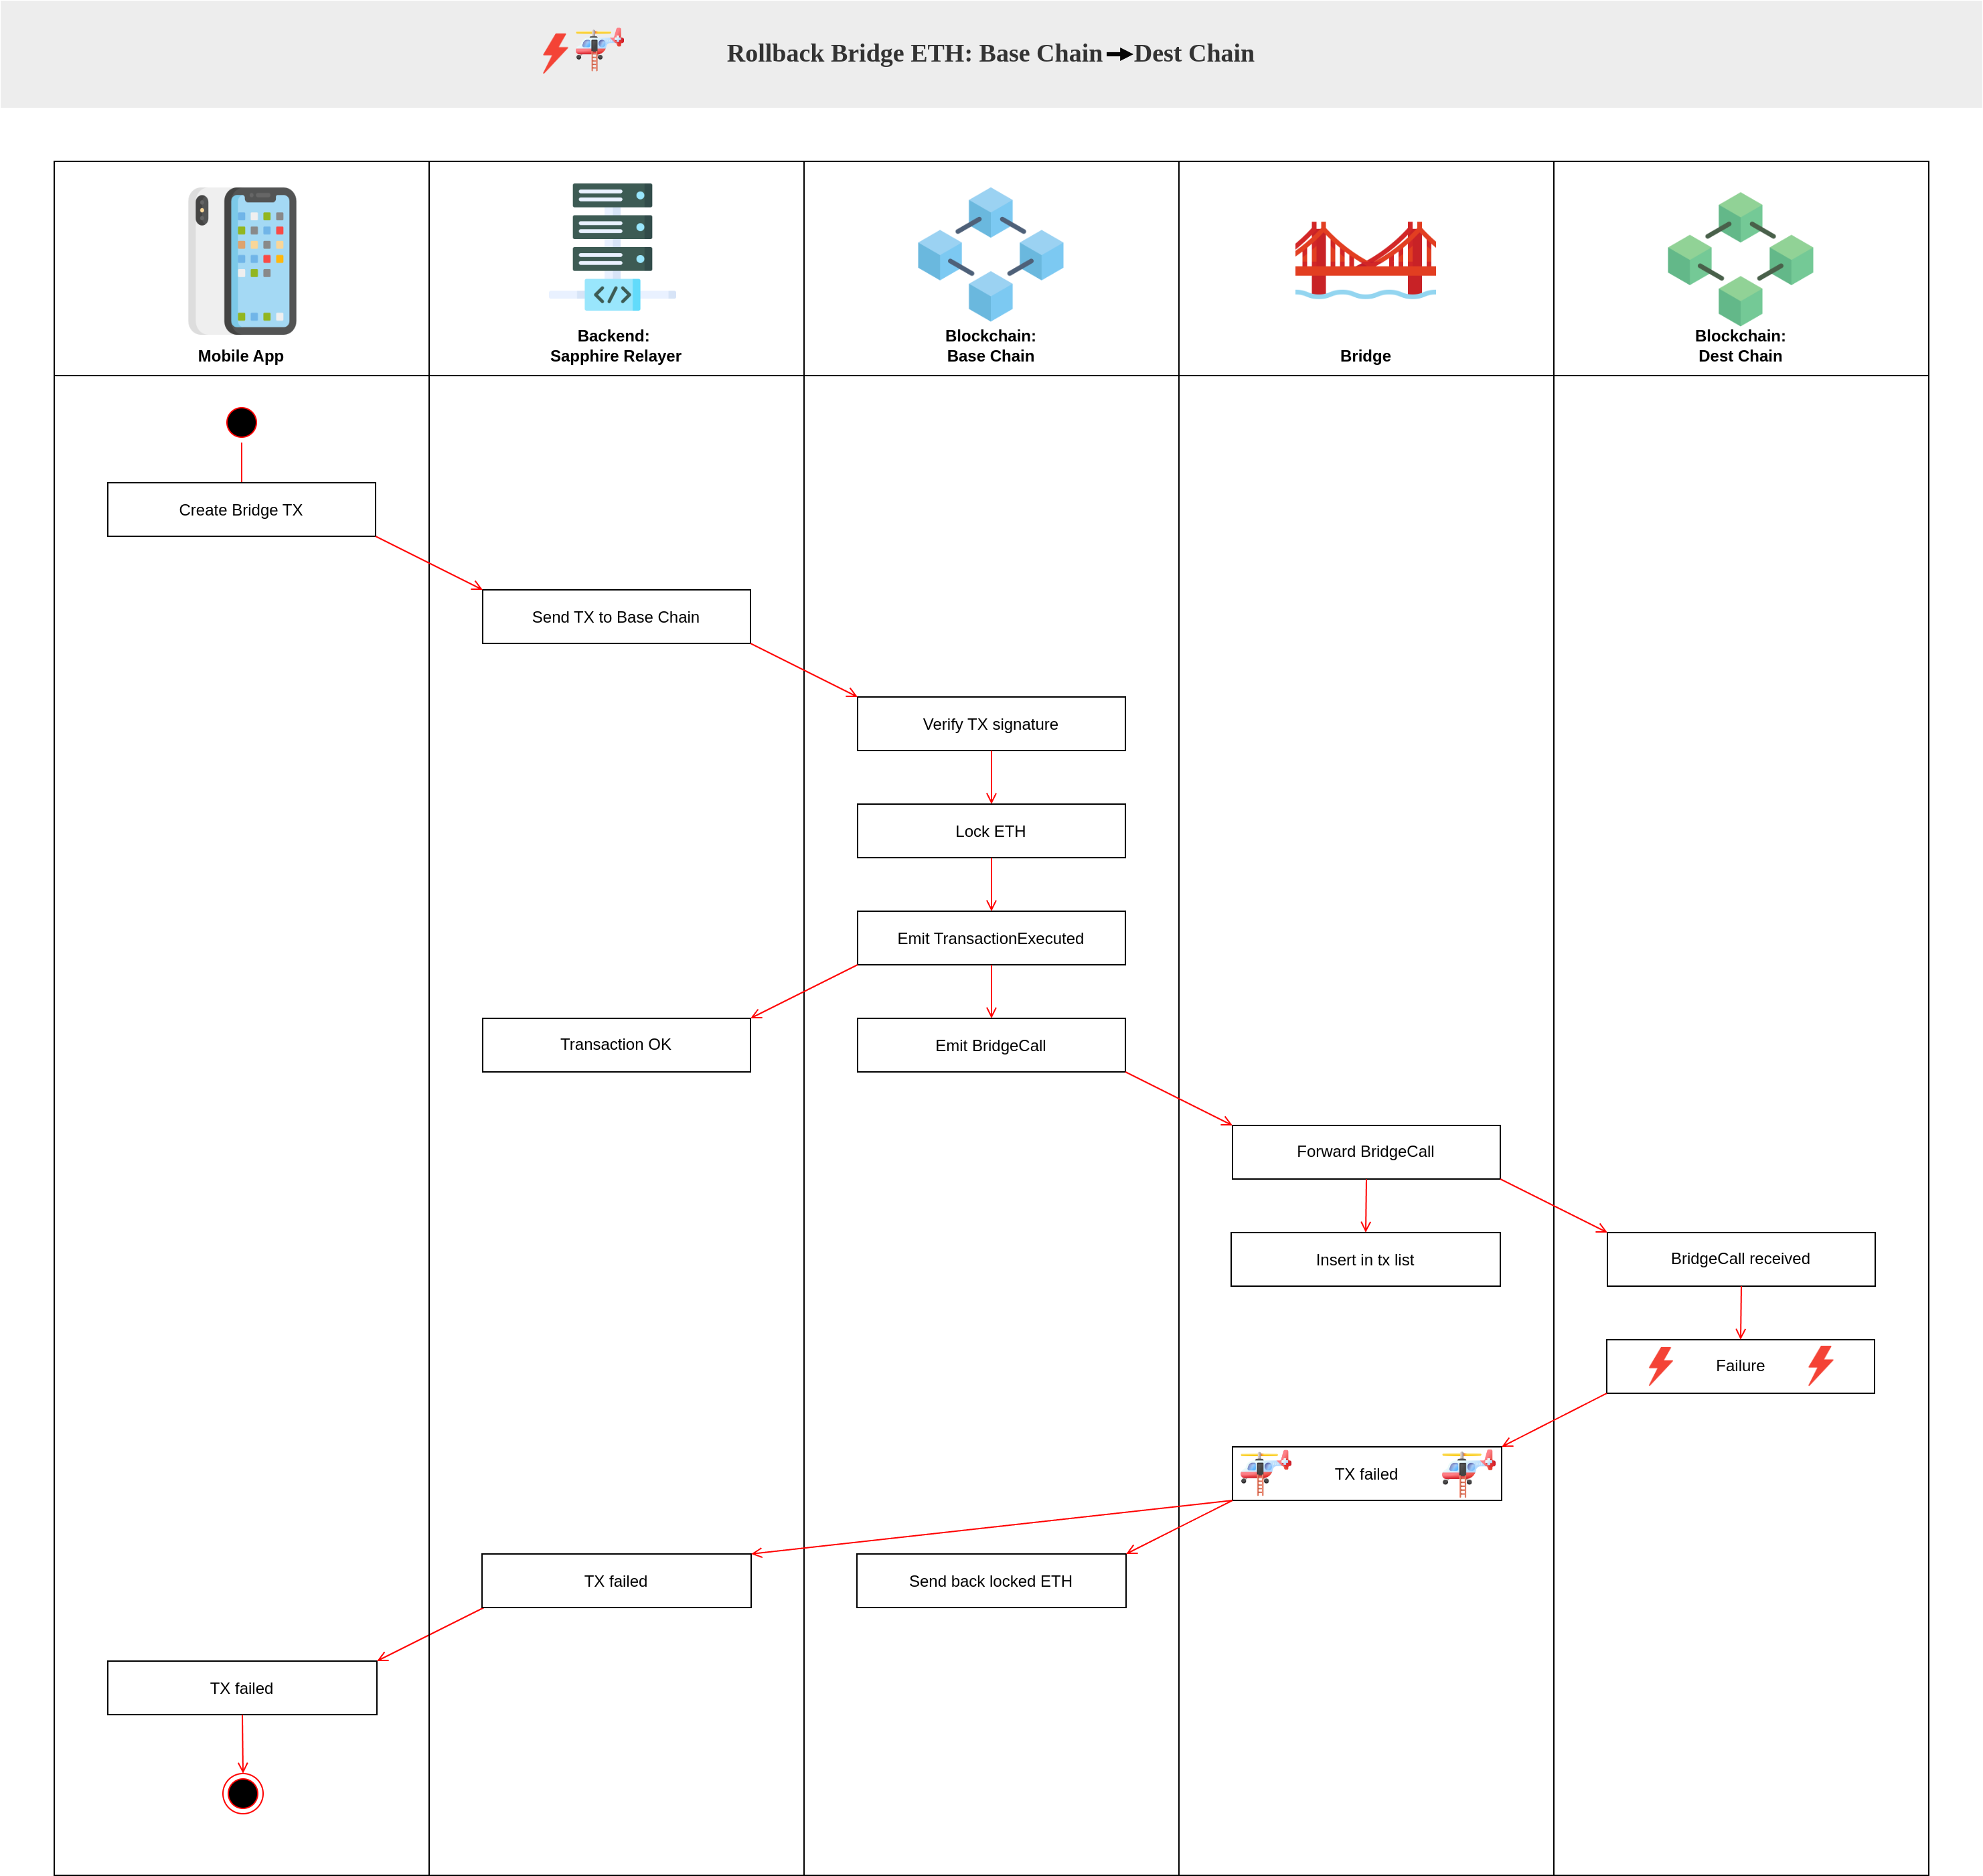 Rollback Bridge ETH: Base Chain Dest Chain
Mobile App
Backend:
Sapphire Relayer
Blockchain:
Base Chain
Bridge
Blockchain:
Dest Chain
Create Bridge TX
Send TX to Base Chain
Verify TX signature
Lock ETH
Emit TransactionExecuted
Transaction OK
Emit BridgeCall
Forward BridgeCall
Insert in tx list
BridgeCall received
Failure
TX failed
TX failed
Send back locked ETH
TX failed